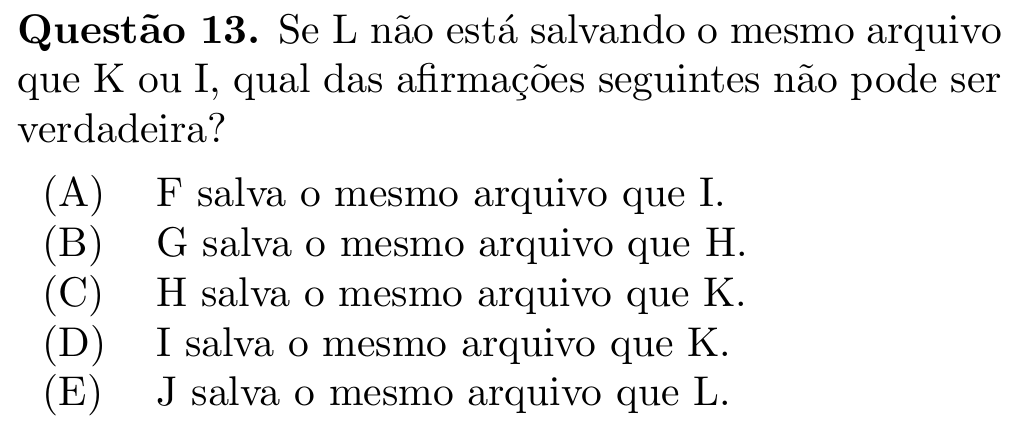 Questão 13. Se L não está salvando o mesmo arquivo
que K ou I, qual das afirmações seguintes não pode ser
verdadeira?
(A) F salva o mesmo arquivo que I.
(B) G salva o mesmo arquivo que H.
(C) H salva o mesmo arquivo que K.
(D) I salva o mesmo arquivo que K.
(E) J salva o mesmo arquivo que L.